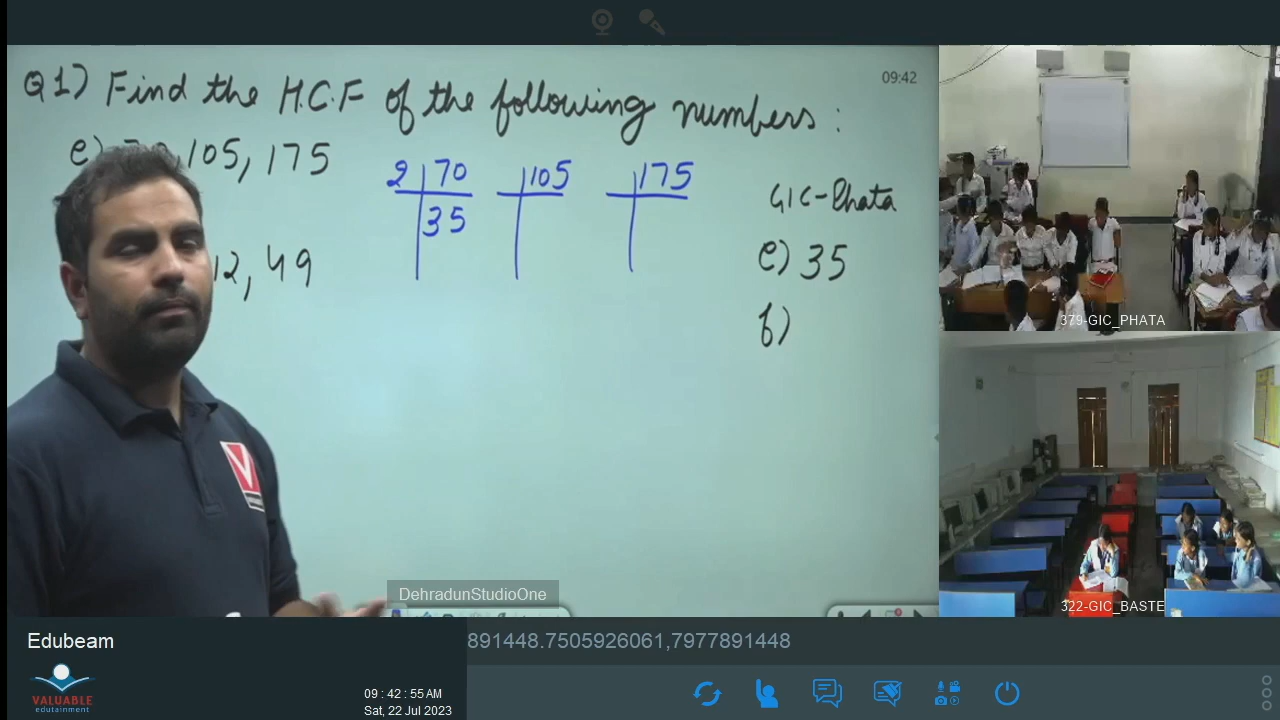 09:42
Q1) Find the H.C.F of the following numbers:
e) 70, 105, 175
2 | 70
35
105
175
GIC-Phata
e) 35
f)
12, 49
379-GIC_PHATA
322-GIC_BASTE
DehradunStudioOne
Edubeam
891448.7505926061,7977891448
VALUABLE
edutainment
09 : 42 : 55 AM
Sat, 22 Jul 2023